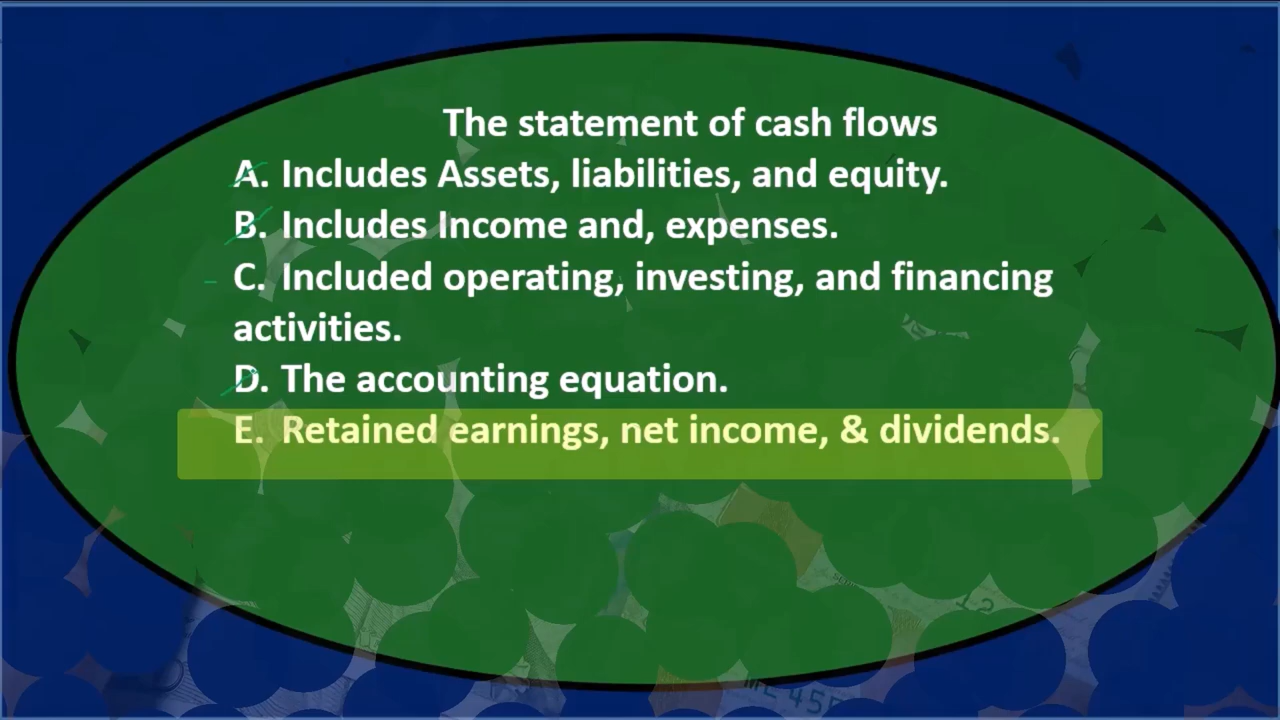 The statement of cash flows
A. Includes Assets, liabilities, and equity.
B. Includes Income and, expenses.
C. Included operating, investing, and financing
activities.
D. The accounting equation.
E. Retained earnings, net income, & dividends.